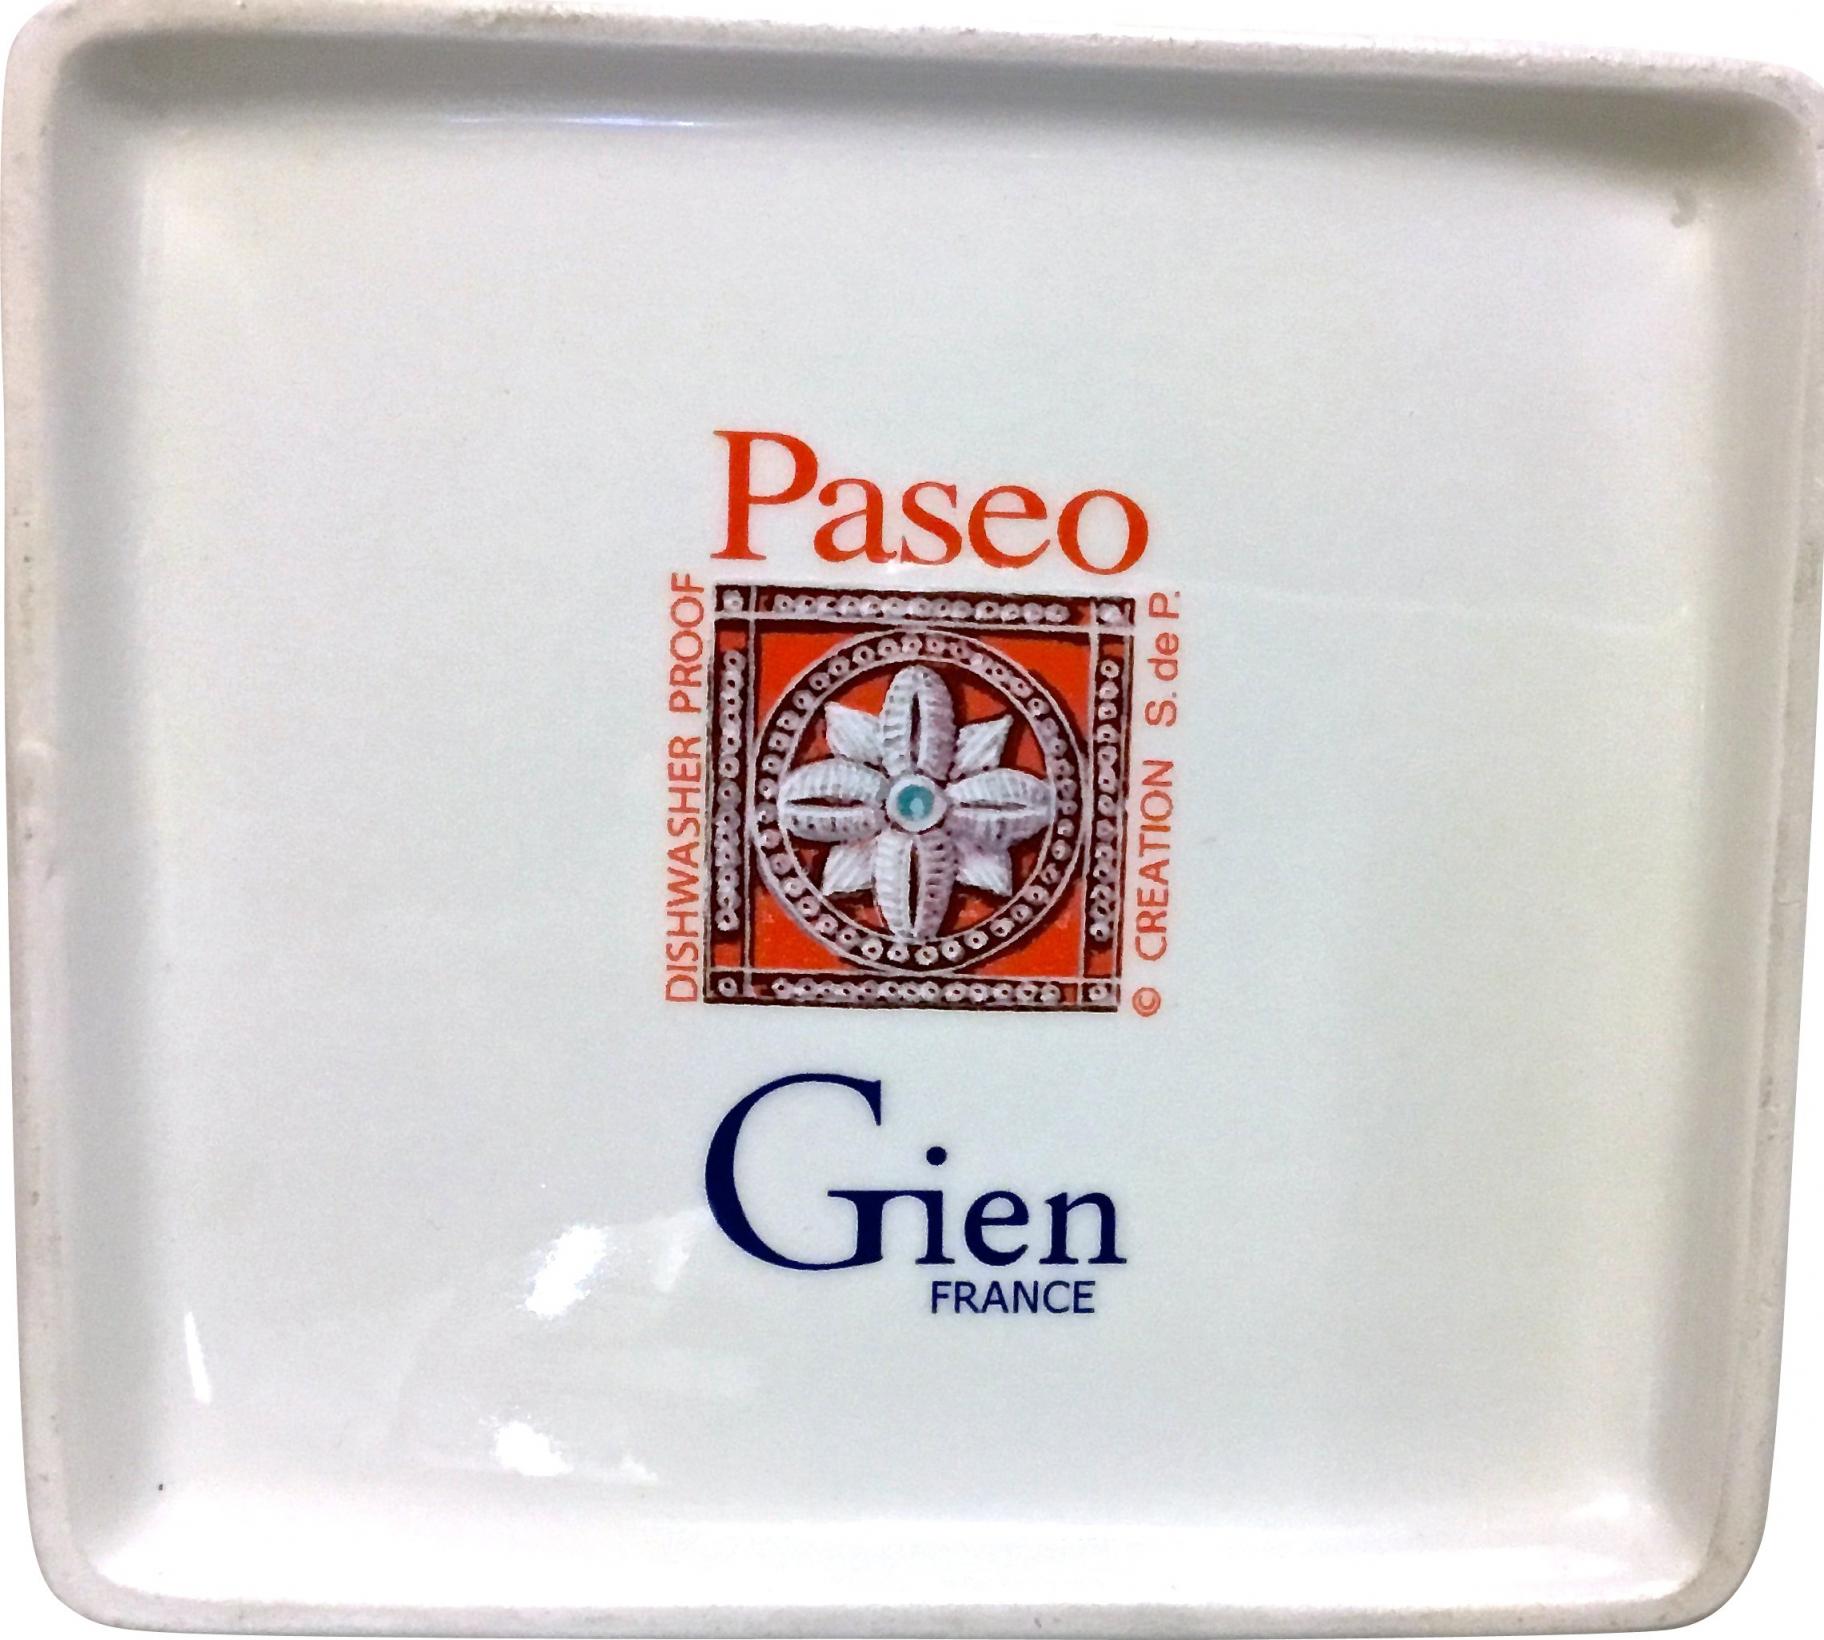 Paseo
DISHWASHER PROOF
© CREATION S. de P.
Gien
FRANCE